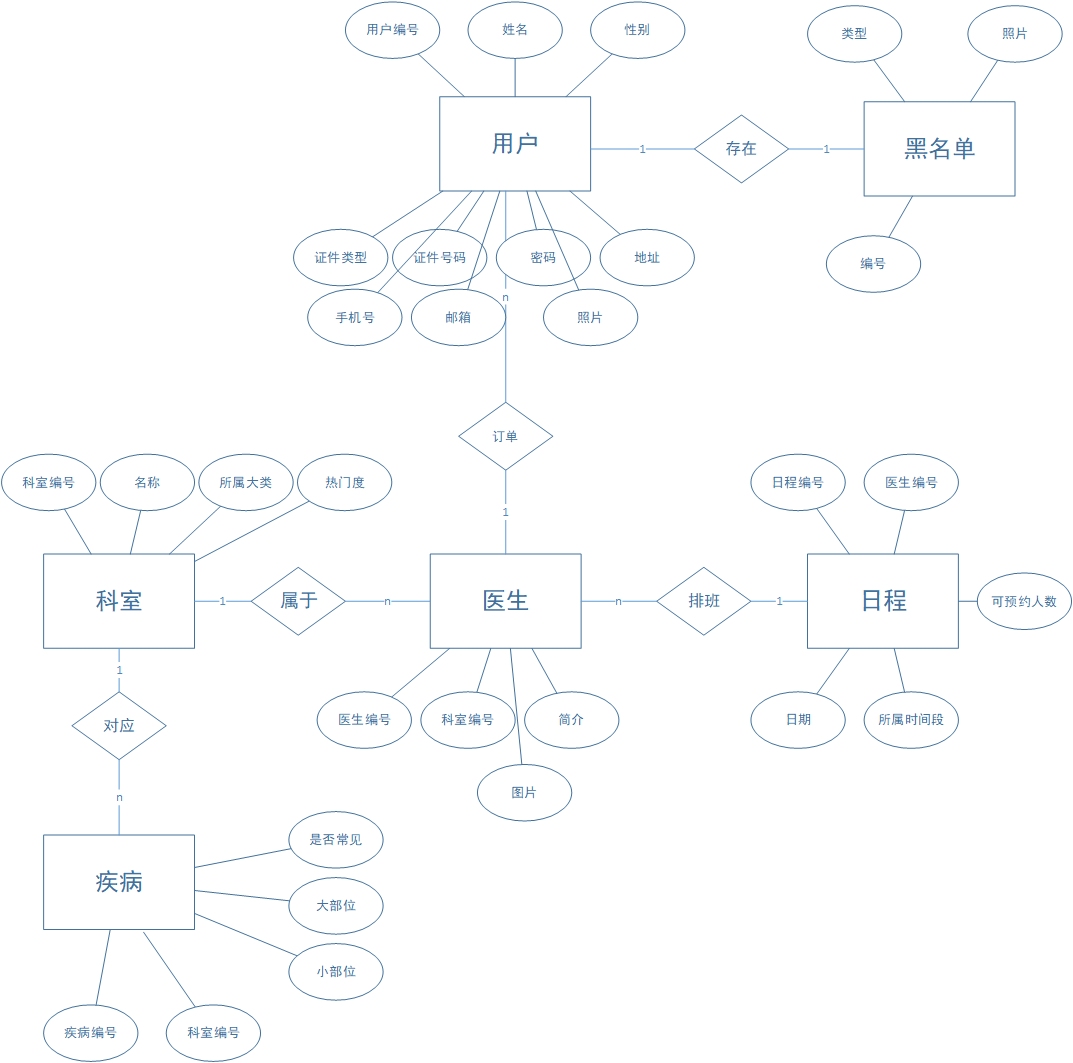 用户编号
姓名
性别
类型
照片
用户
1
存在
1
黑名单
证件类型
证件号码
密码
地址
编号
n
手机号
邮箱
照片
订单
科室编号
名称
所属大类
热门度
日程编号
医生编号
1
科室
1
属于
n
医生
n
排班
1
日程
可预约人数
1
对应
医生编号
科室编号
简介
日期
所属时间段
n
图片
是否常见
疾病
大部位
小部位
疾病编号
科室编号